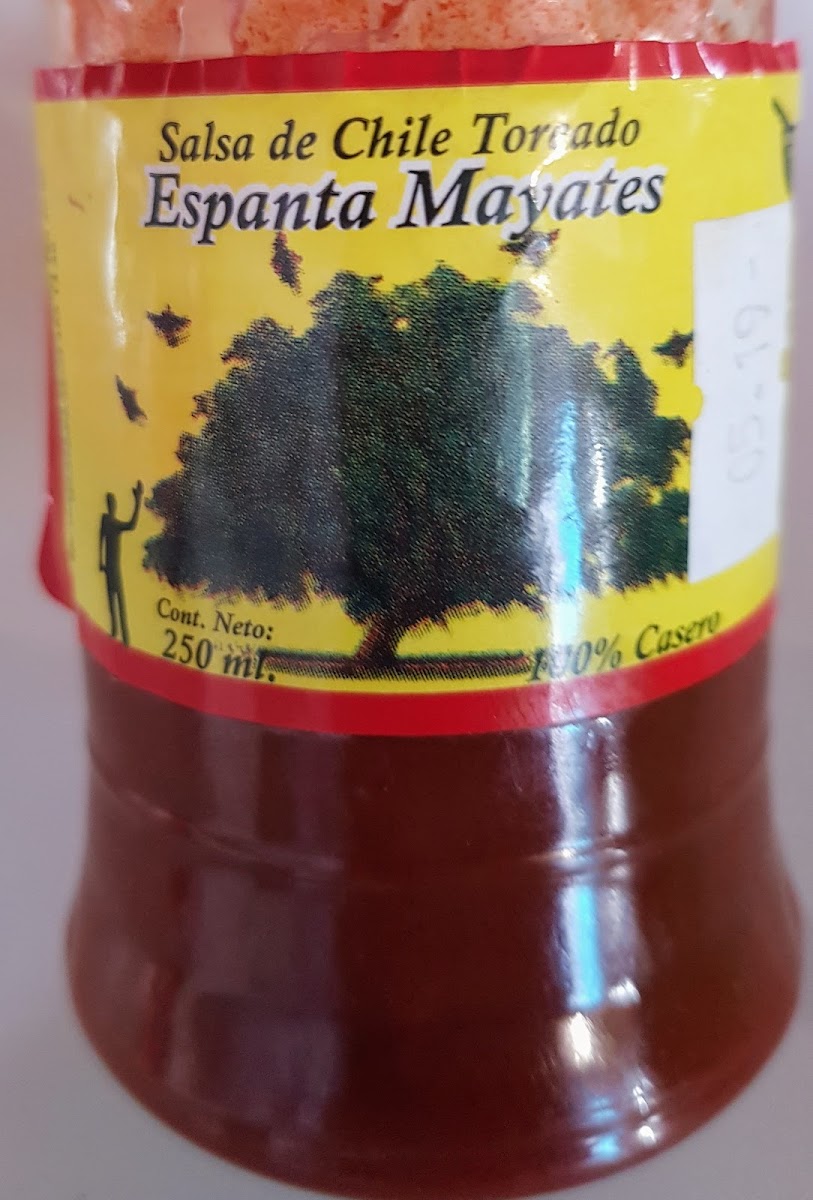 Salsa de Chile Toreado
Espanta Mayates
05-19-
Cont. Neto:
250 ml.
100% Casero